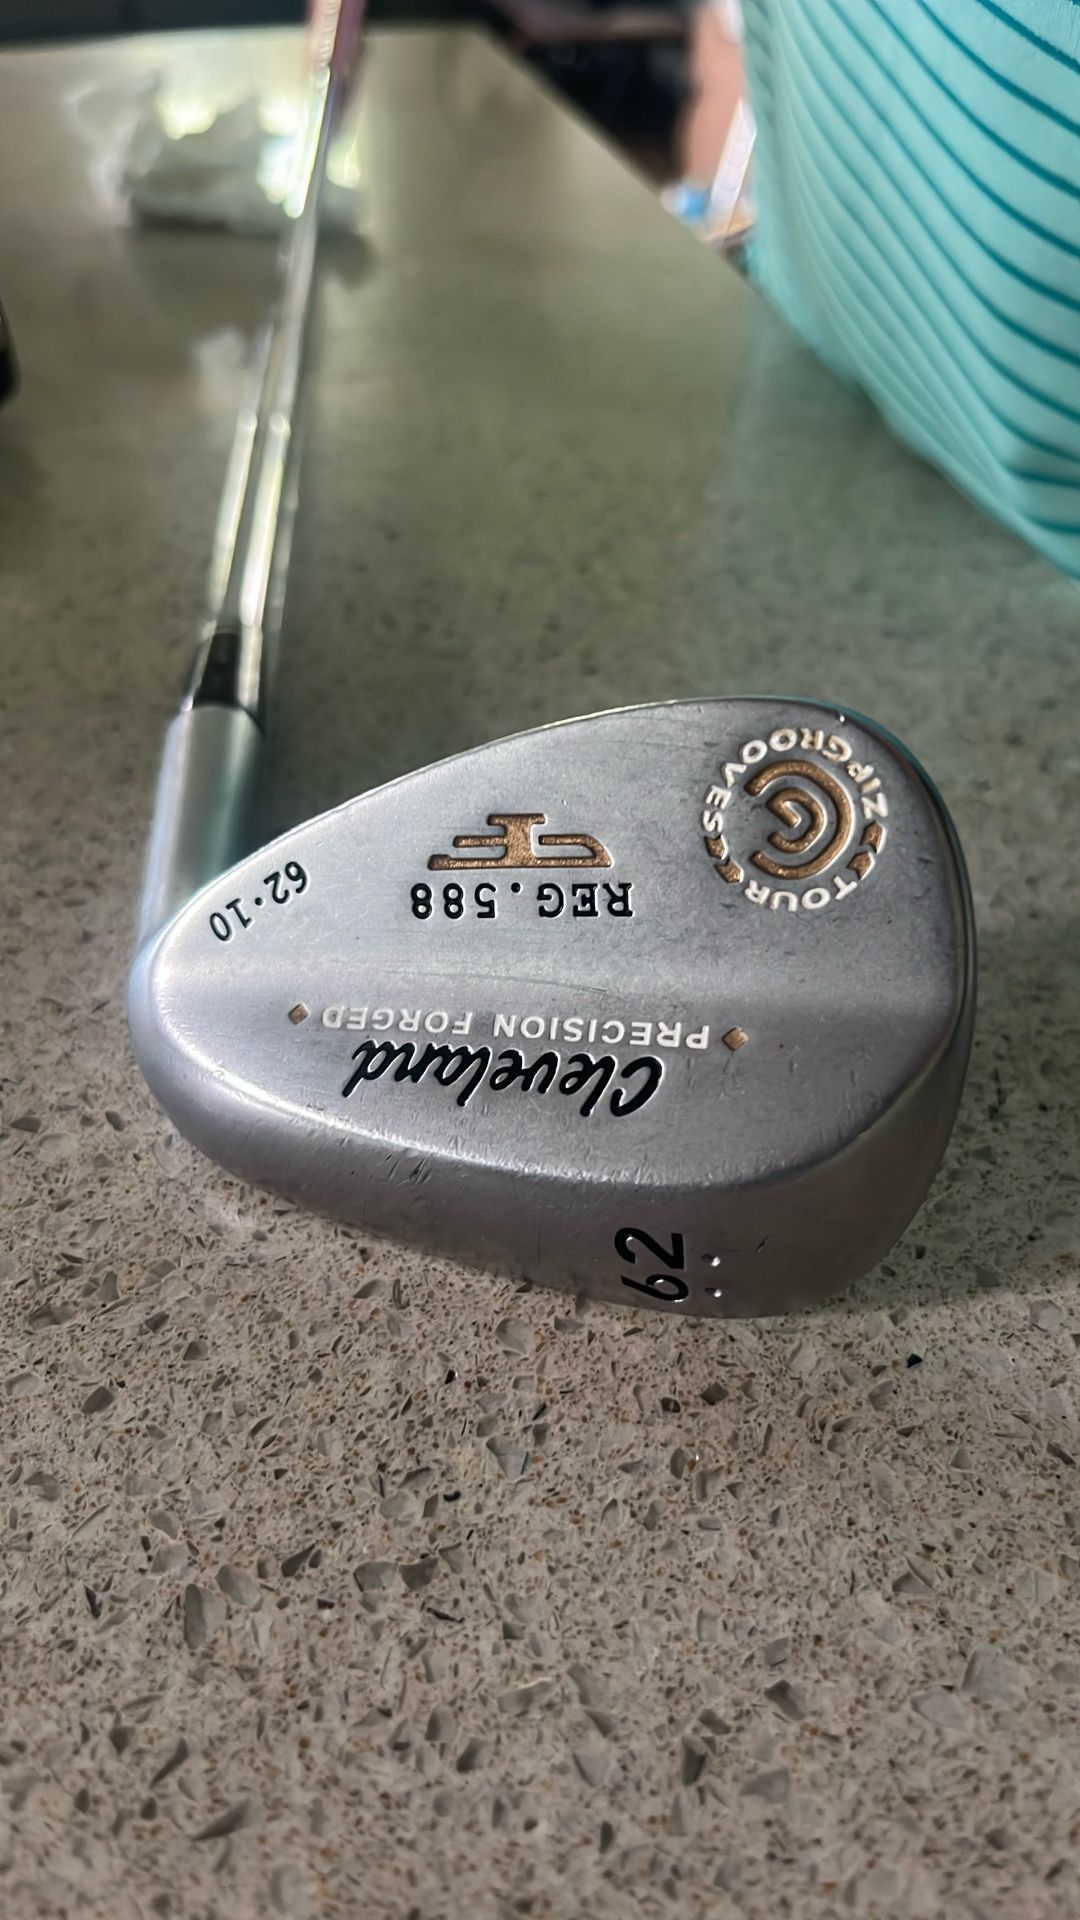 62
Cleveland
◆ PRECISION FORGED ◆
REG. 588
62·10
TOUR ZIP GROOVES